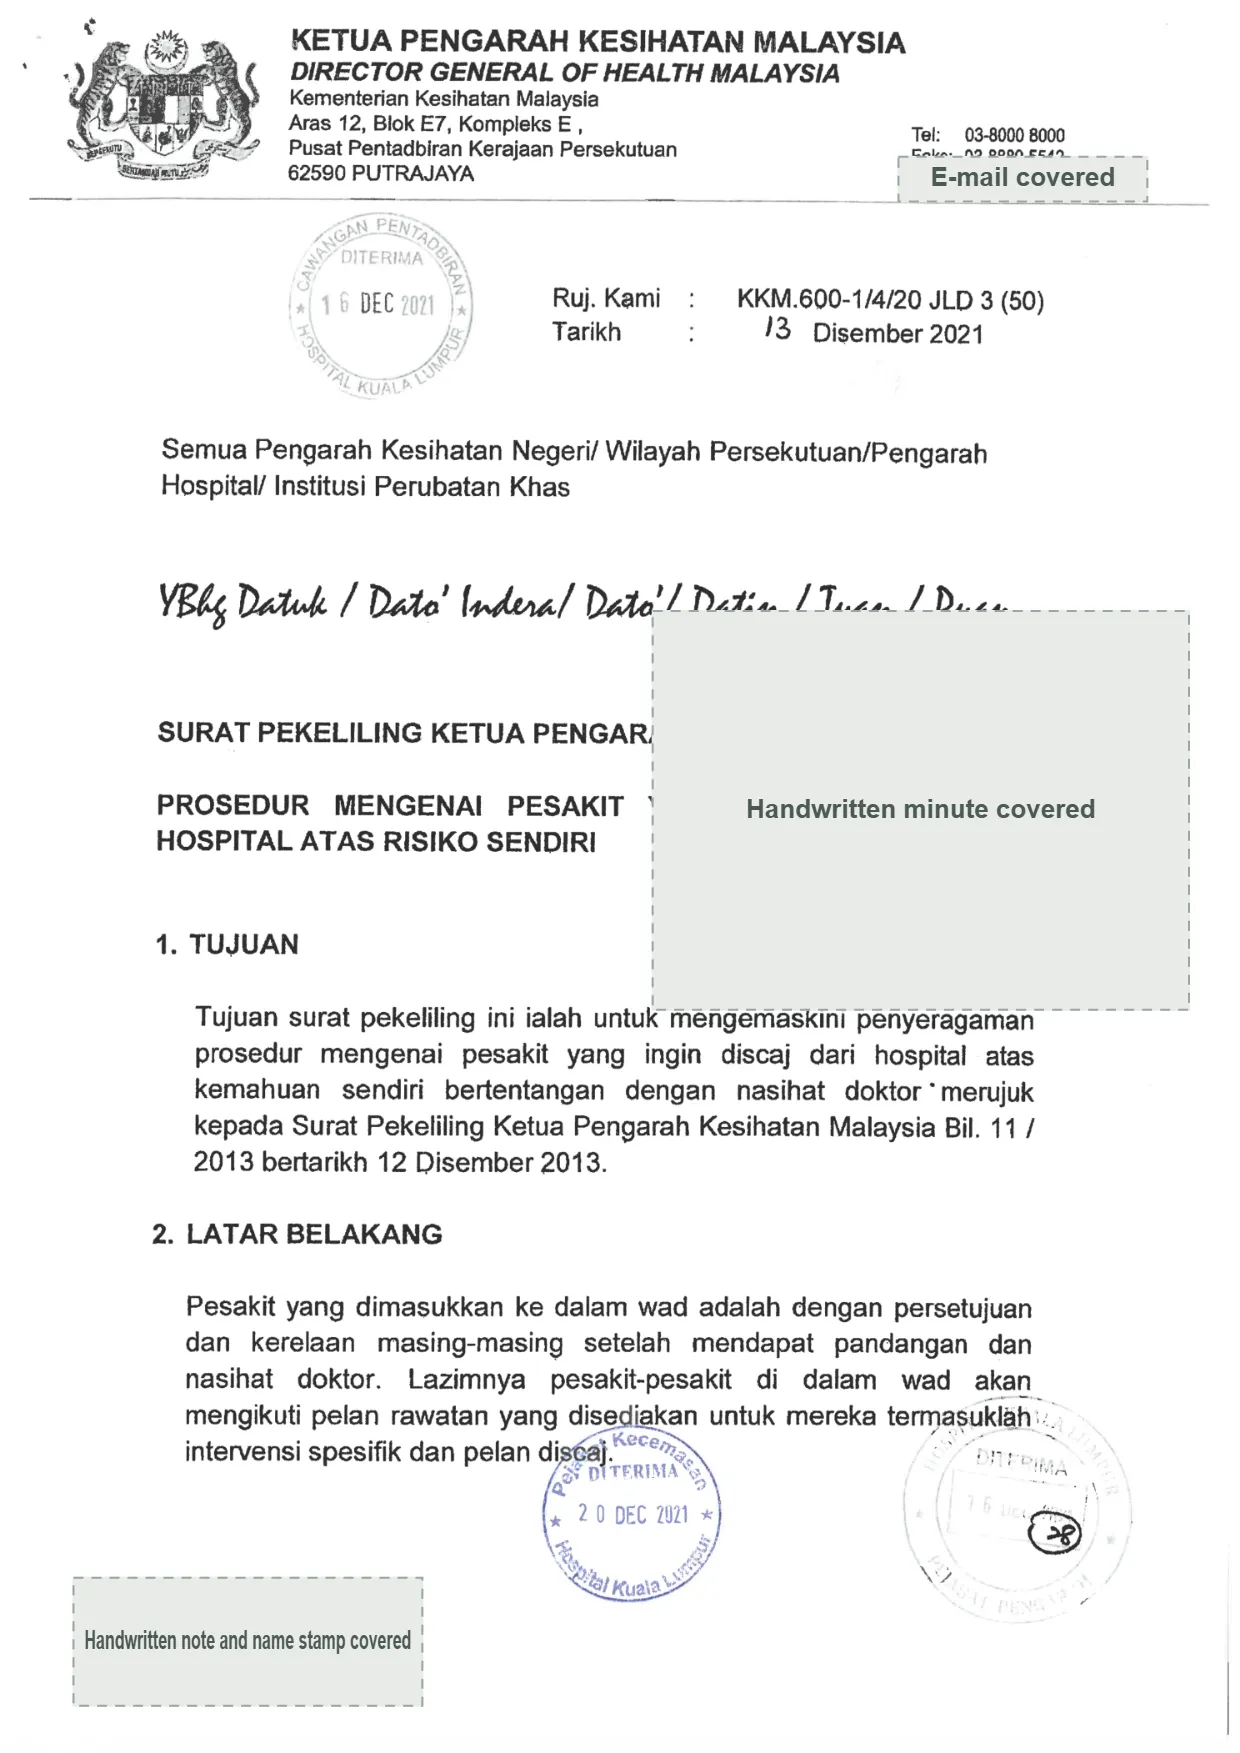 KETUA PENGARAH KESIHATAN MALAYSIA
DIRECTOR GENERAL OF HEALTH MALAYSIA
Kementerian Kesihatan Malaysia
Aras 12, Blok E7, Kompleks E ,
Pusat Pentadbiran Kerajaan Persekutuan
62590 PUTRAJAYA
Tel: 03-8000 8000
E-mail covered
CAWANGAN PENTADBIRAN
DITERIMA
16 DEC 2021
HOSPITAL KUALA LUMPUR
Ruj. Kami : KKM.600-1/4/20 JLD 3 (50)
Tarikh : 13 Disember 2021
Semua Pengarah Kesihatan Negeri/ Wilayah Persekutuan/Pengarah
Hospital/ Institusi Perubatan Khas
YBhg Datuk / Dato' Indera/ Dato'/ Datin / Tuan / Puan
SURAT PEKELILING KETUA
Handwritten minute covered
PROSEDUR MENGENAI PESAKIT
HOSPITAL ATAS RISIKO SENDIRI
1. TUJUAN
Tujuan surat pekeliling ini ialah untuk mengemaskini penyeragaman
prosedur mengenai pesakit yang ingin discaj dari hospital atas
kemahuan sendiri bertentangan dengan nasihat doktor merujuk
kepada Surat Pekeliling Ketua Pengarah Kesihatan Malaysia Bil. 11 /
2013 bertarikh 12 Disember 2013.
2. LATAR BELAKANG
Pesakit yang dimasukkan ke dalam wad adalah dengan persetujuan
dan kerelaan masing-masing setelah mendapat pandangan dan
nasihat doktor. Lazimnya pesakit-pesakit di dalam wad akan
mengikuti pelan rawatan yang disediakan untuk mereka termasuklah
intervensi spesifik dan pelan discaj.
Pejabat Kecemasan
DITERIMA
20 DEC 2021
Hospital Kuala Lumpur
HOSPITAL KUALA LUMPUR
DITERIMA
28
PEJABAT PENGARAH
Handwritten note and name stamp covered